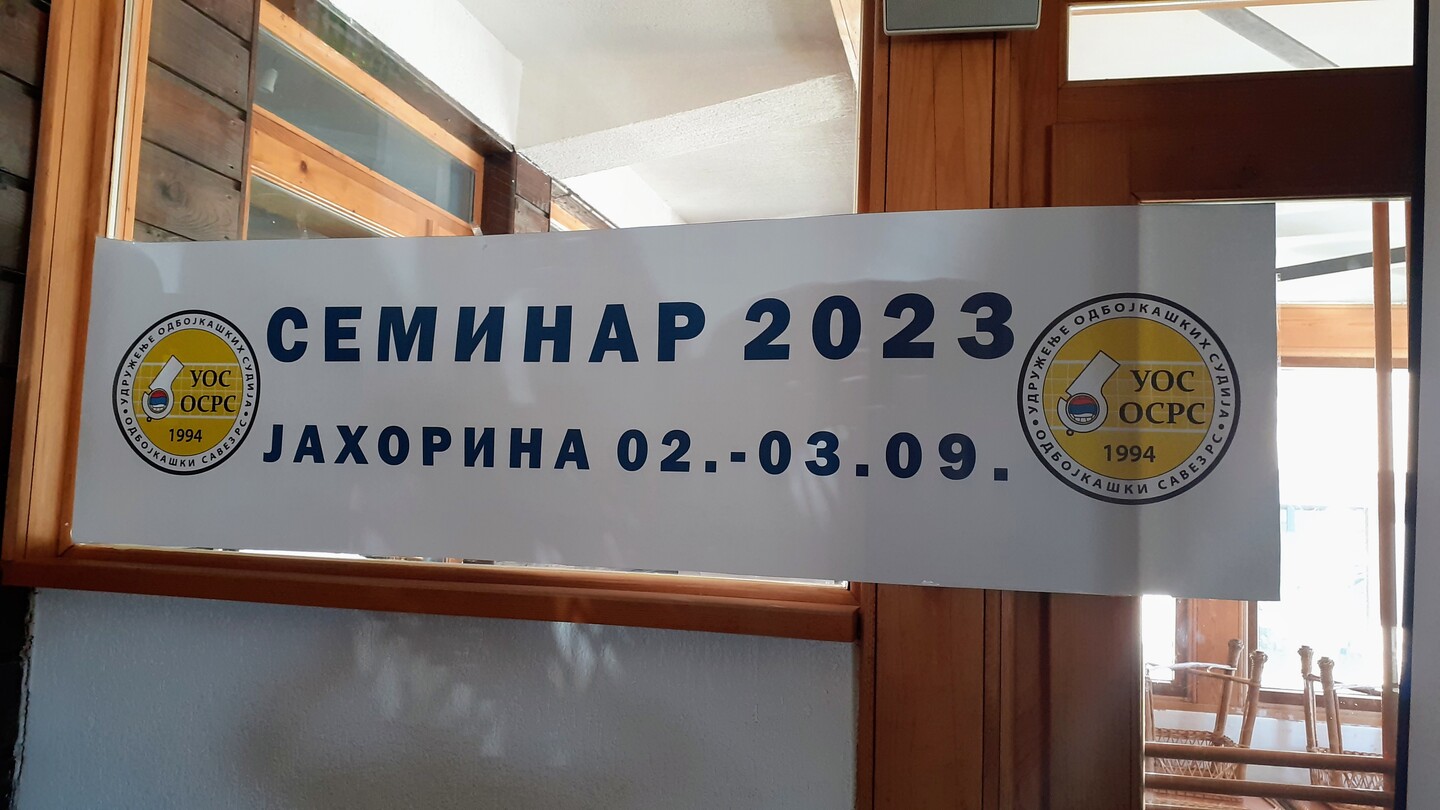 СЕМИНАР 2023
ЈАХОРИНА 02.-03.09.
УДРУЖЕЊЕ ОДБОЈКАШКИХ СУДИЈА
УОС
ОСРС
1994
ОДБОЈКАШКИ САВЕЗ РС
УДРУЖЕЊЕ ОДБОЈКАШКИХ СУДИЈА
УОС
ОСРС
1994
ОДБОЈКАШКИ САВЕЗ РС